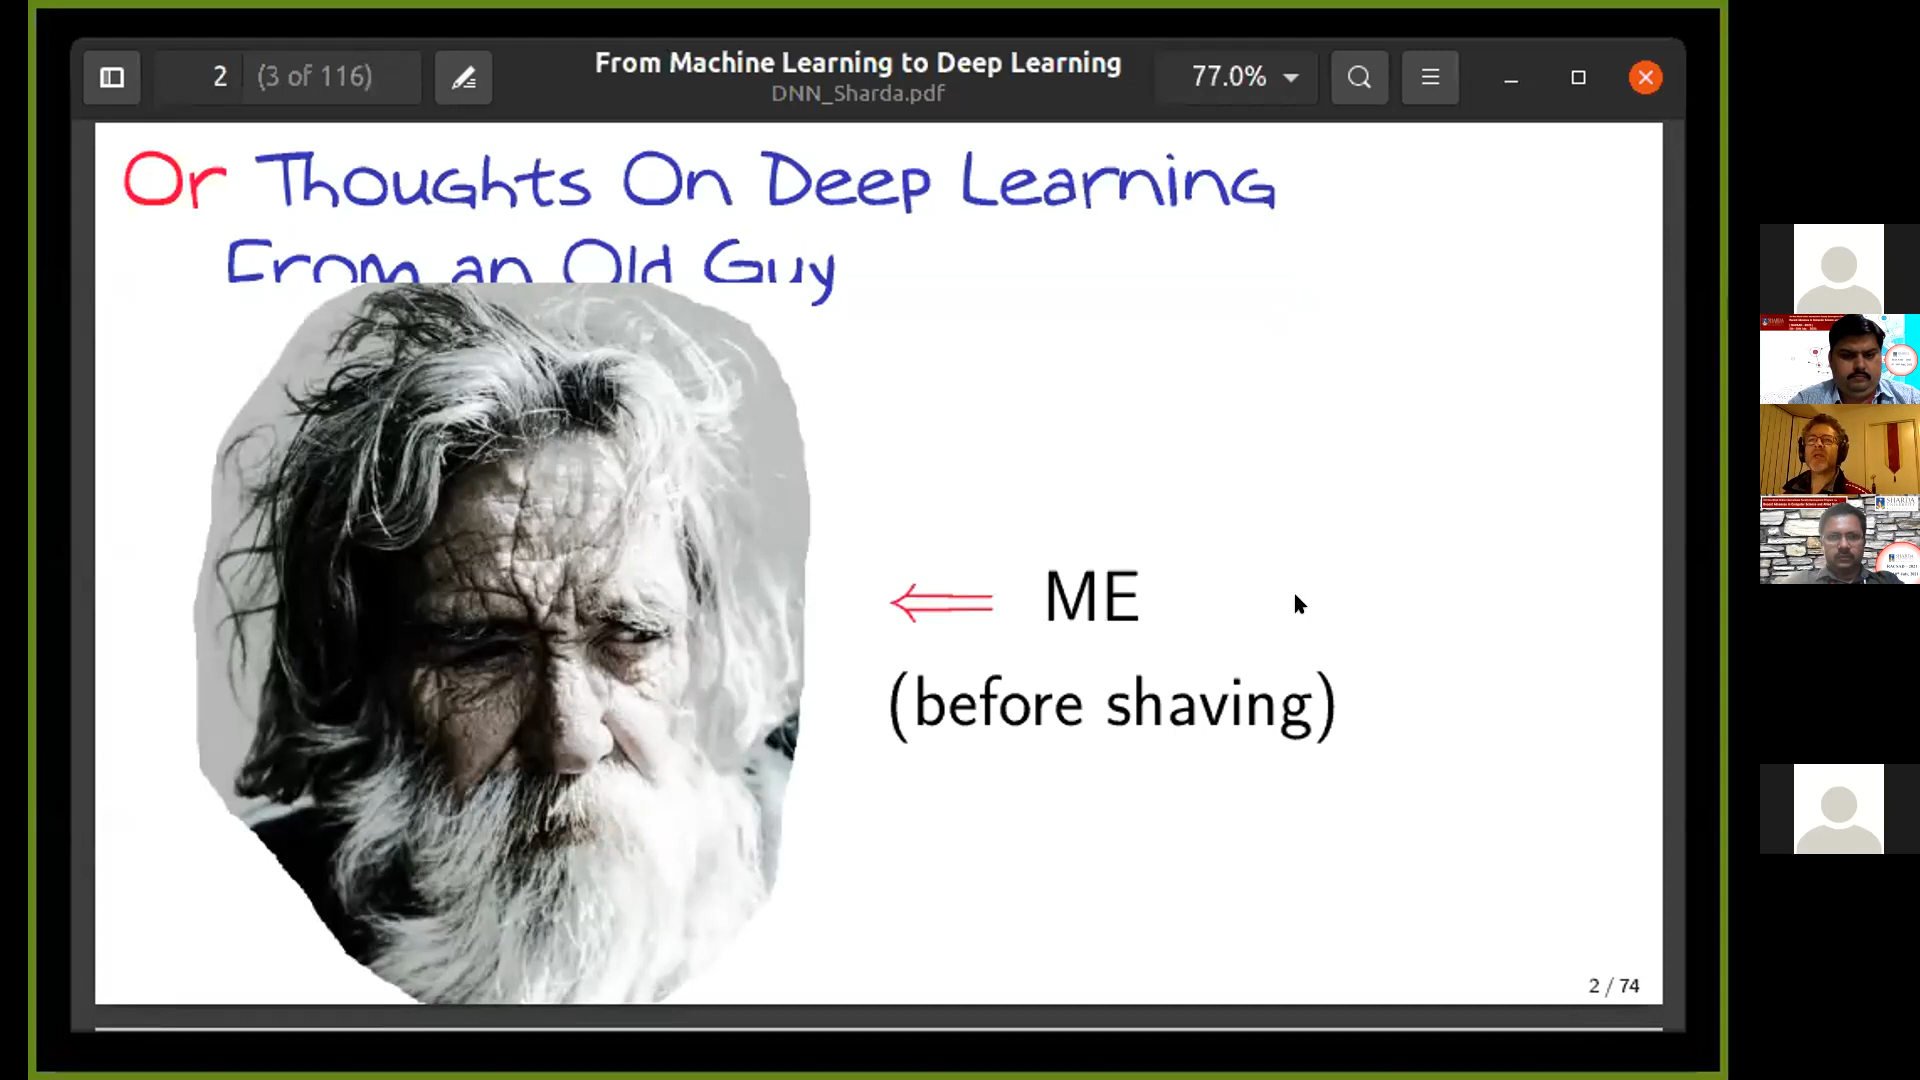 2 (3 of 116)
From Machine Learning to Deep Learning
DNN_Sharda.pdf
77.0%
Or Thoughts On Deep Learning
From an Old Guy
ME
(before shaving)
2 / 74
SHARDA